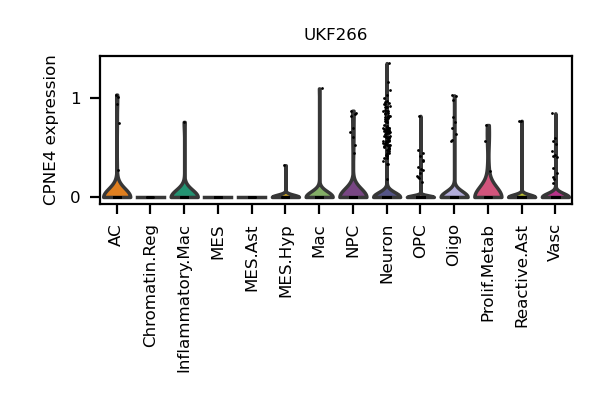 UKF266
CPNE4 expression
1
0
AC
Chromatin.Reg
Inflammatory.Mac
MES
MES.Ast
MES.Hyp
Mac
NPC
Neuron
OPC
Oligo
Prolif.Metab
Reactive.Ast
Vasc